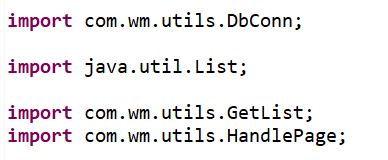 import com.wm.utils.DbConn;
import java.util.List;
import com.wm.utils.GetList;
import com.wm.utils.HandlePage;